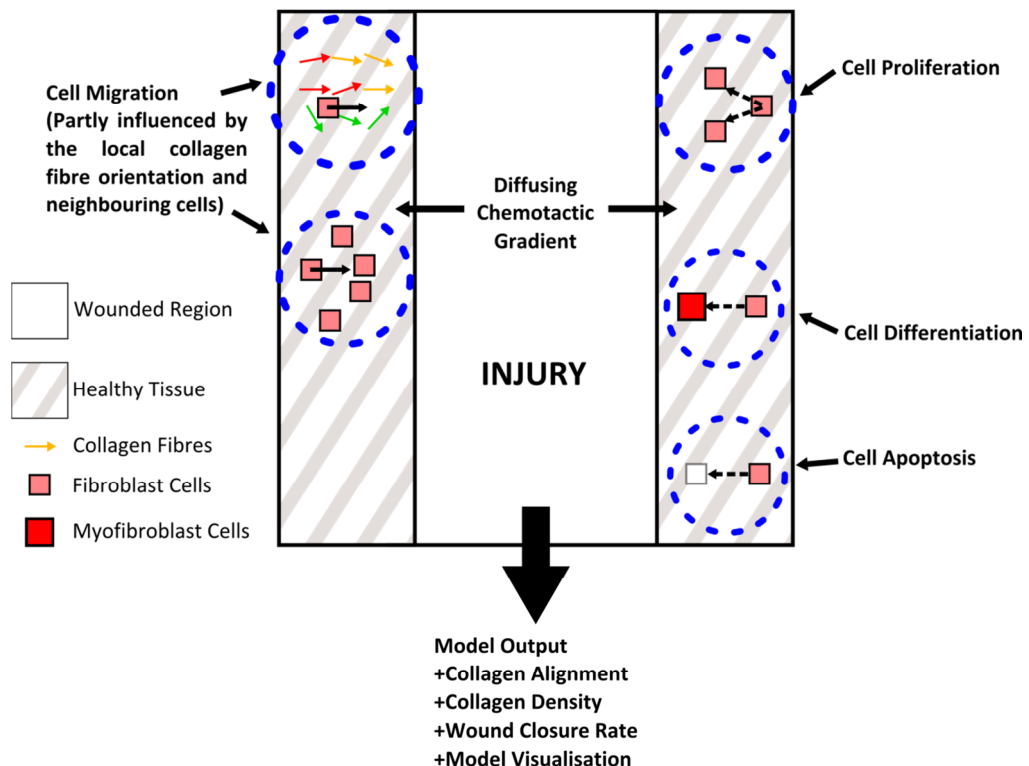 Cell Migration
(Partly influenced by
the local collagen
fibre orientation and
neighbouring cells)
Wounded Region
Healthy Tissue
Collagen Fibres
Fibroblast Cells
Myofibroblast Cells
Diffusing
Chemotactic
Gradient
INJURY
Cell Proliferation
Cell Differentiation
Cell Apoptosis
Model Output
+Collagen Alignment
+Collagen Density
+Wound Closure Rate
+Model Visualisation